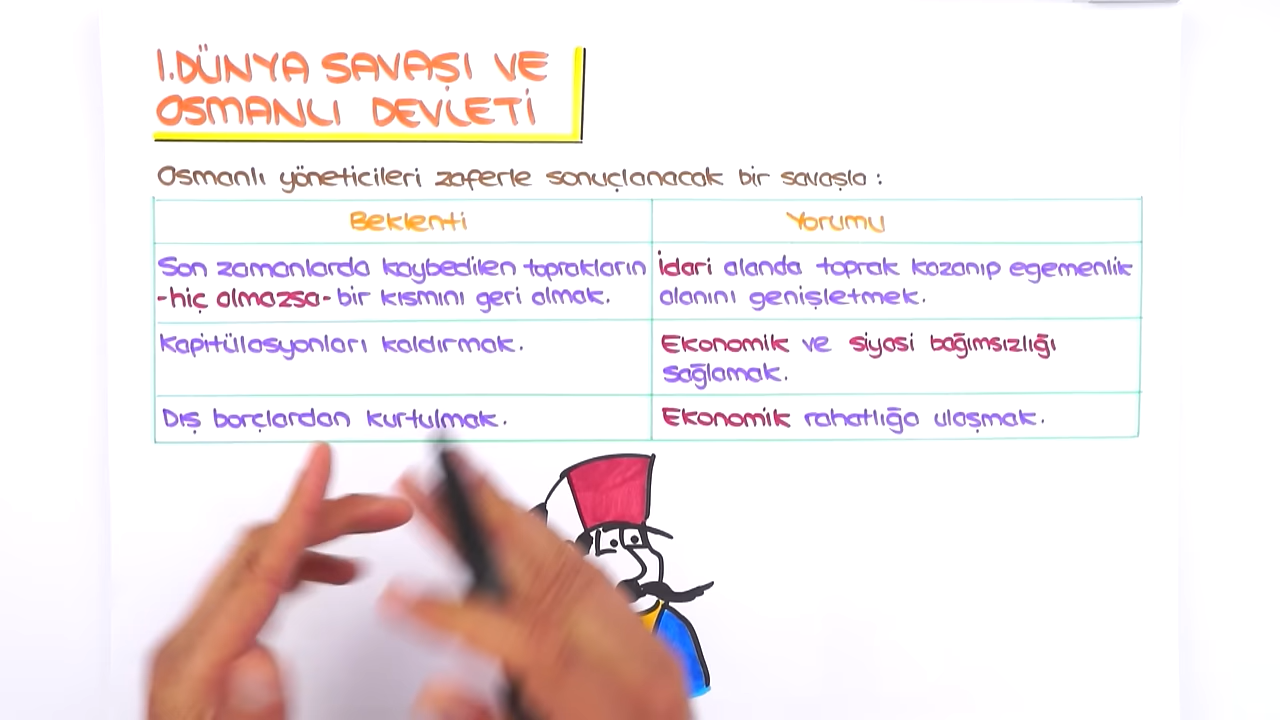 1.DÜNYA SAVAŞI VE
OSMANLI DEVLETİ
Osmanlı yöneticileri zaferle sonuçlanacak bir savaşla :
Beklenti
Yorumu
Son zamanlarda kaybedilen toprakların
-hiç olmazsa- bir kısmını geri almak.
İdari alanda toprak kazanıp egemenlik
alanını genişletmek.
Kapitülasyonları kaldırmak.
Ekonomik ve siyasi bağımsızlığı
sağlamak.
Dış borçlardan kurtulmak.
Ekonomik rahatlığa ulaşmak.